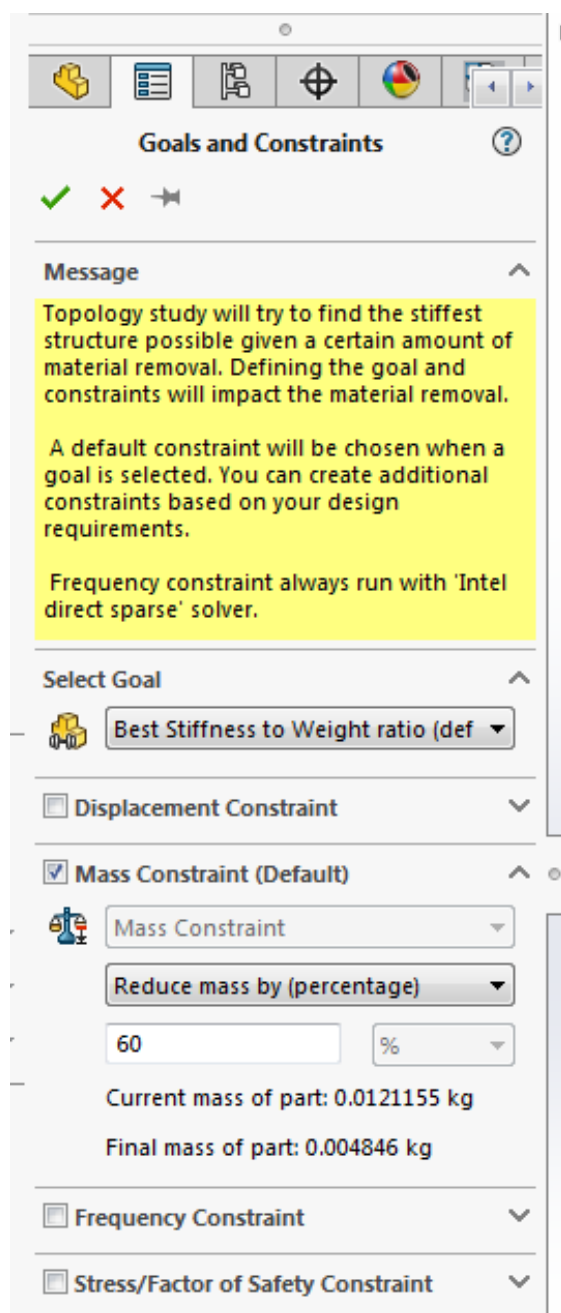 Goals and Constraints
Message
Topology study will try to find the stiffest
structure possible given a certain amount of
material removal. Defining the goal and
constraints will impact the material removal.
A default constraint will be chosen when a
goal is selected. You can create additional
constraints based on your design
requirements.
Frequency constraint always run with 'Intel
direct sparse' solver.
Select Goal
Best Stiffness to Weight ratio (def
Displacement Constraint
Mass Constraint (Default)
Mass Constraint
Reduce mass by (percentage)
60 %
Current mass of part: 0.0121155 kg
Final mass of part: 0.004846 kg
Frequency Constraint
Stress/Factor of Safety Constraint